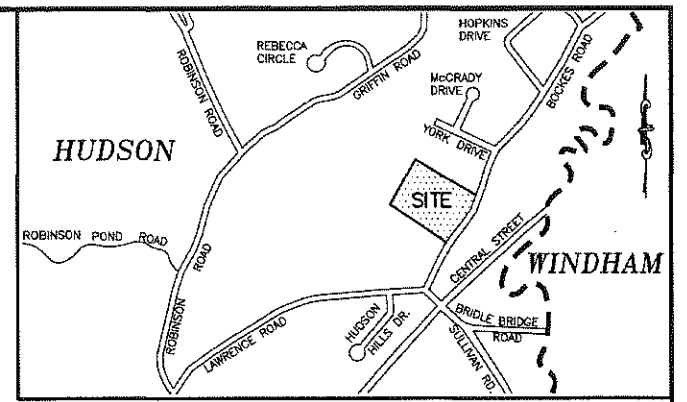 HOPKINS
DRIVE
REBECCA
CIRCLE
ROBINSON ROAD
GRIFFIN ROAD
McCRADY
DRIVE
BOCKES ROAD
HUDSON
YORK DRIVE
SITE
ROBINSON POND ROAD
CENTRAL STREET
WINDHAM
ROBINSON ROAD
LAWRENCE ROAD
HUDSON
HILLS DR.
BRIDLE BRIDGE
ROAD
SULLIVAN RD.